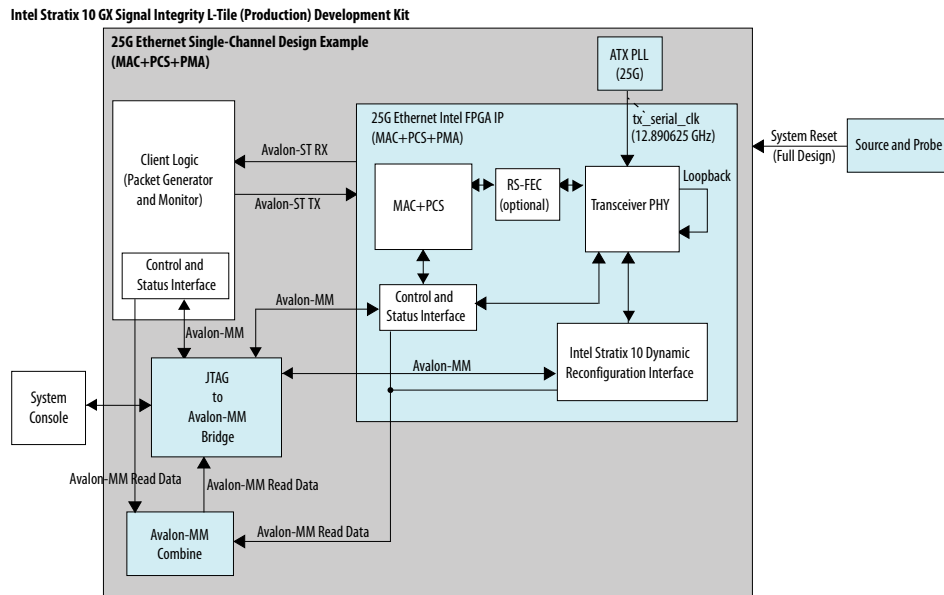 Intel Stratix 10 GX Signal Integrity L-Tile (Production) Development Kit
25G Ethernet Single-Channel Design Example
(MAC+PCS+PMA)
ATX PLL
(25G)
25G Ethernet Intel FPGA IP
(MAC+PCS+PMA)
tx_serial_clk
(12.890625 GHz)
System Reset
(Full Design)
Source and Probe
Client Logic
(Packet Generator
and Monitor)
Avalon-ST RX
Avalon-ST TX
MAC+PCS
RS-FEC
(optional)
Transceiver PHY
Loopback
Control and
Status Interface
Avalon-MM
Avalon-MM
Control and
Status Interface
Intel Stratix 10 Dynamic
Reconfiguration Interface
Avalon-MM
JTAG
to
Avalon-MM
Bridge
System
Console
Avalon-MM Read Data
Avalon-MM Read Data
Avalon-MM Read Data
Avalon-MM
Combine